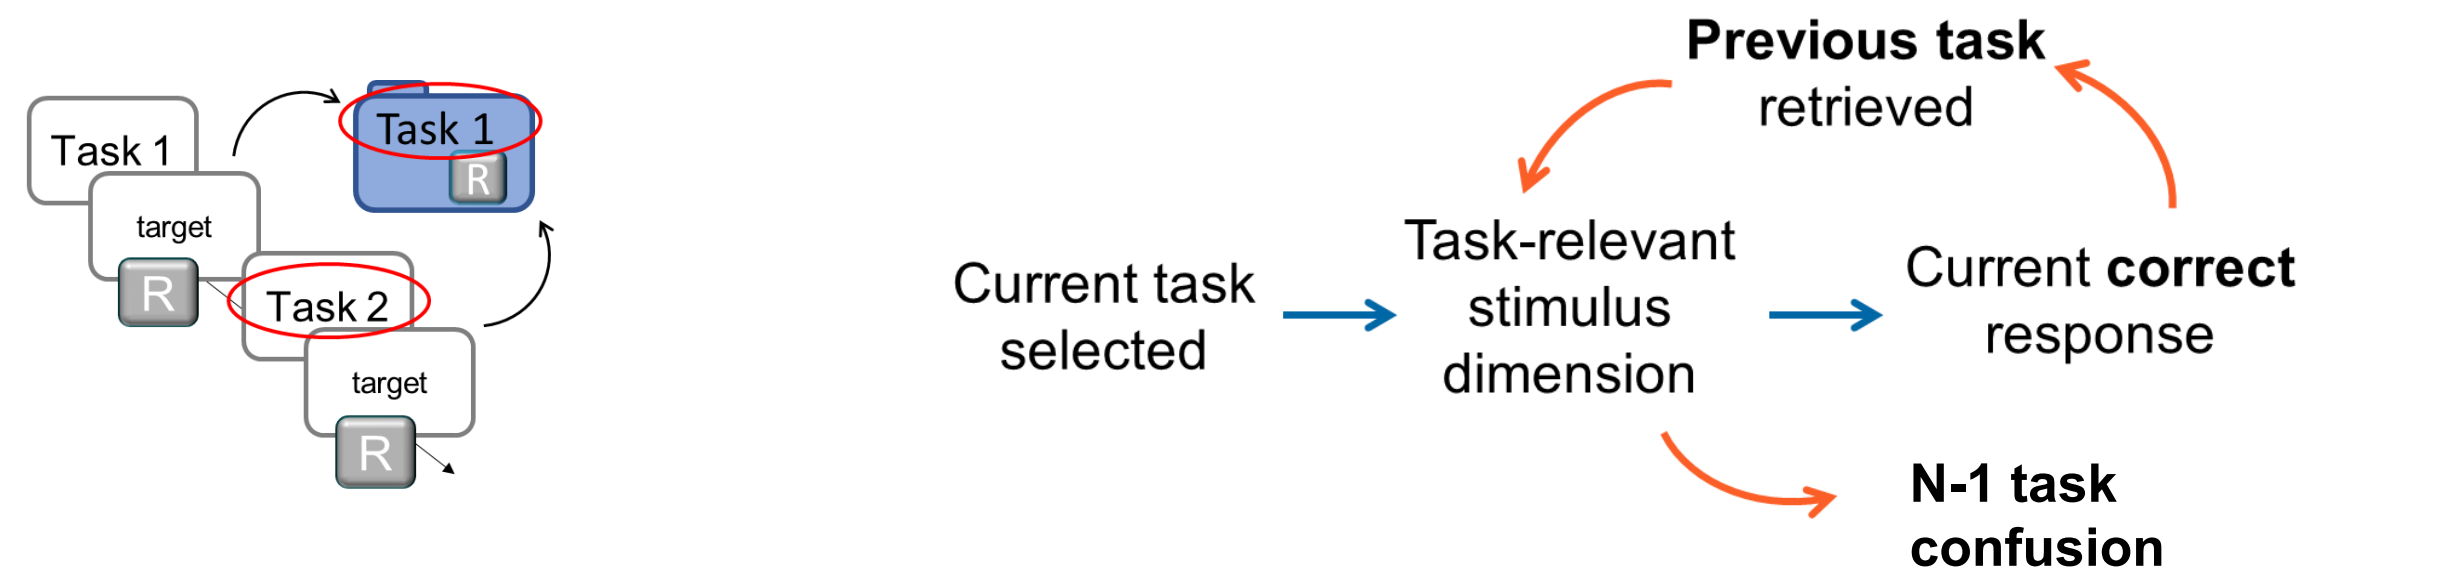 Task 1
target
R
Task 2
target
R
Task 1
R
Current task
selected
Task-relevant
stimulus
dimension
Current correct
response
Previous task
retrieved
N-1 task
confusion